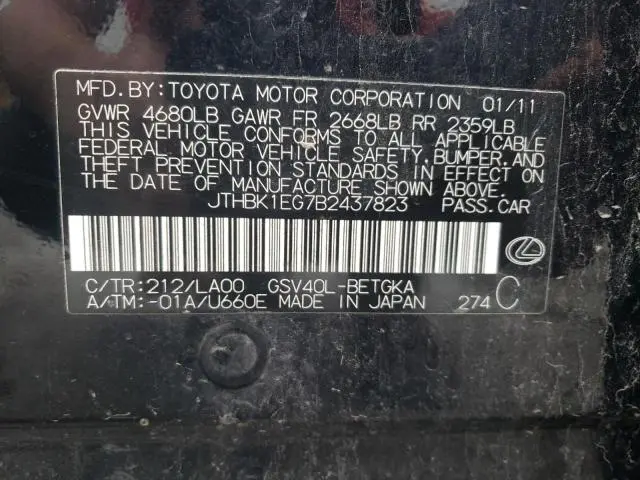 MFD. BY: TOYOTA MOTOR CORPORATION 01/11
GVWR 4680LB GAWR FR 2668LB RR 2359LB
THIS VEHICLE CONFORMS TO ALL APPLICABLE
FEDERAL MOTOR VEHICLE SAFETY, BUMPER, AND
THEFT PREVENTION STANDARDS IN EFFECT ON
THE DATE OF MANUFACTURE SHOWN ABOVE.
JTHBK1EG7B2437823 PASS. CAR
C/TR: 212/LA00 GSV40L-BETGKA
A/TM: -01A/U660E MADE IN JAPAN 274 C